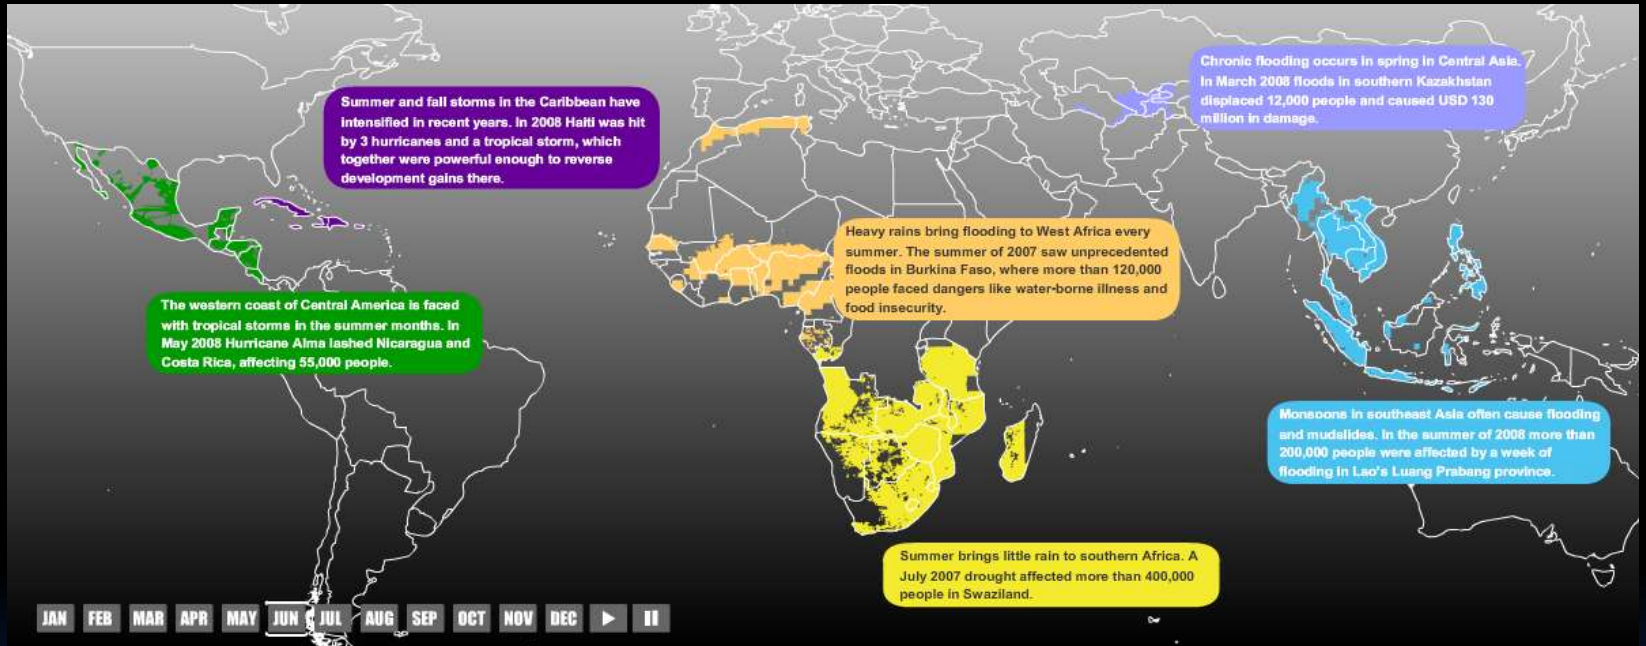 Chronic flooding occurs in spring in Central Asia.
In March 2008 floods in southern Kazakhstan
displaced 12,000 people and caused USD 130
million in damage.
Summer and fall storms in the Caribbean have
intensified in recent years. In 2008 Haiti was hit
by 3 hurricanes and a tropical storm, which
together were powerful enough to reverse
development gains there.
Heavy rains bring flooding to West Africa every
summer. The summer of 2007 saw unprecedented
floods in Burkina Faso, where more than 120,000
people faced dangers like water-borne illness and
food insecurity.
The western coast of Central America is faced
with tropical storms in the summer months. In
May 2008 Hurricane Alma lashed Nicaragua and
Costa Rica, affecting 55,000 people.
Monsoons in southeast Asia often cause flooding
and mudslides. In the summer of 2008 more than
200,000 people were affected by a week of
flooding in Lao's Luang Prabang province.
Summer brings little rain to southern Africa. A
July 2007 drought affected more than 400,000
people in Swaziland.
JAN FEB MAR APR MAY JUN JUL AUG SEP OCT NOV DEC